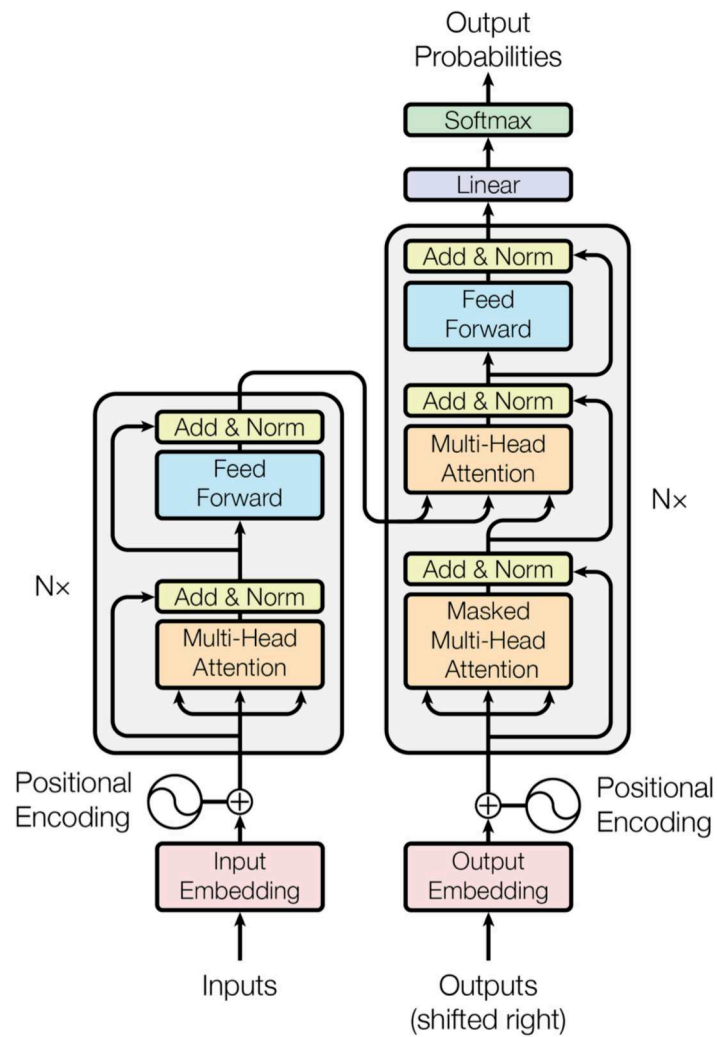 Output
Probabilities
Softmax
Linear
Add & Norm
Feed
Forward
Add & Norm
Multi-Head
Attention
Add & Norm
Masked
Multi-Head
Attention
N×
Add & Norm
Feed
Forward
Add & Norm
Multi-Head
Attention
N×
Positional
Encoding
Positional
Encoding
Input
Embedding
Output
Embedding
Inputs
Outputs
(shifted right)